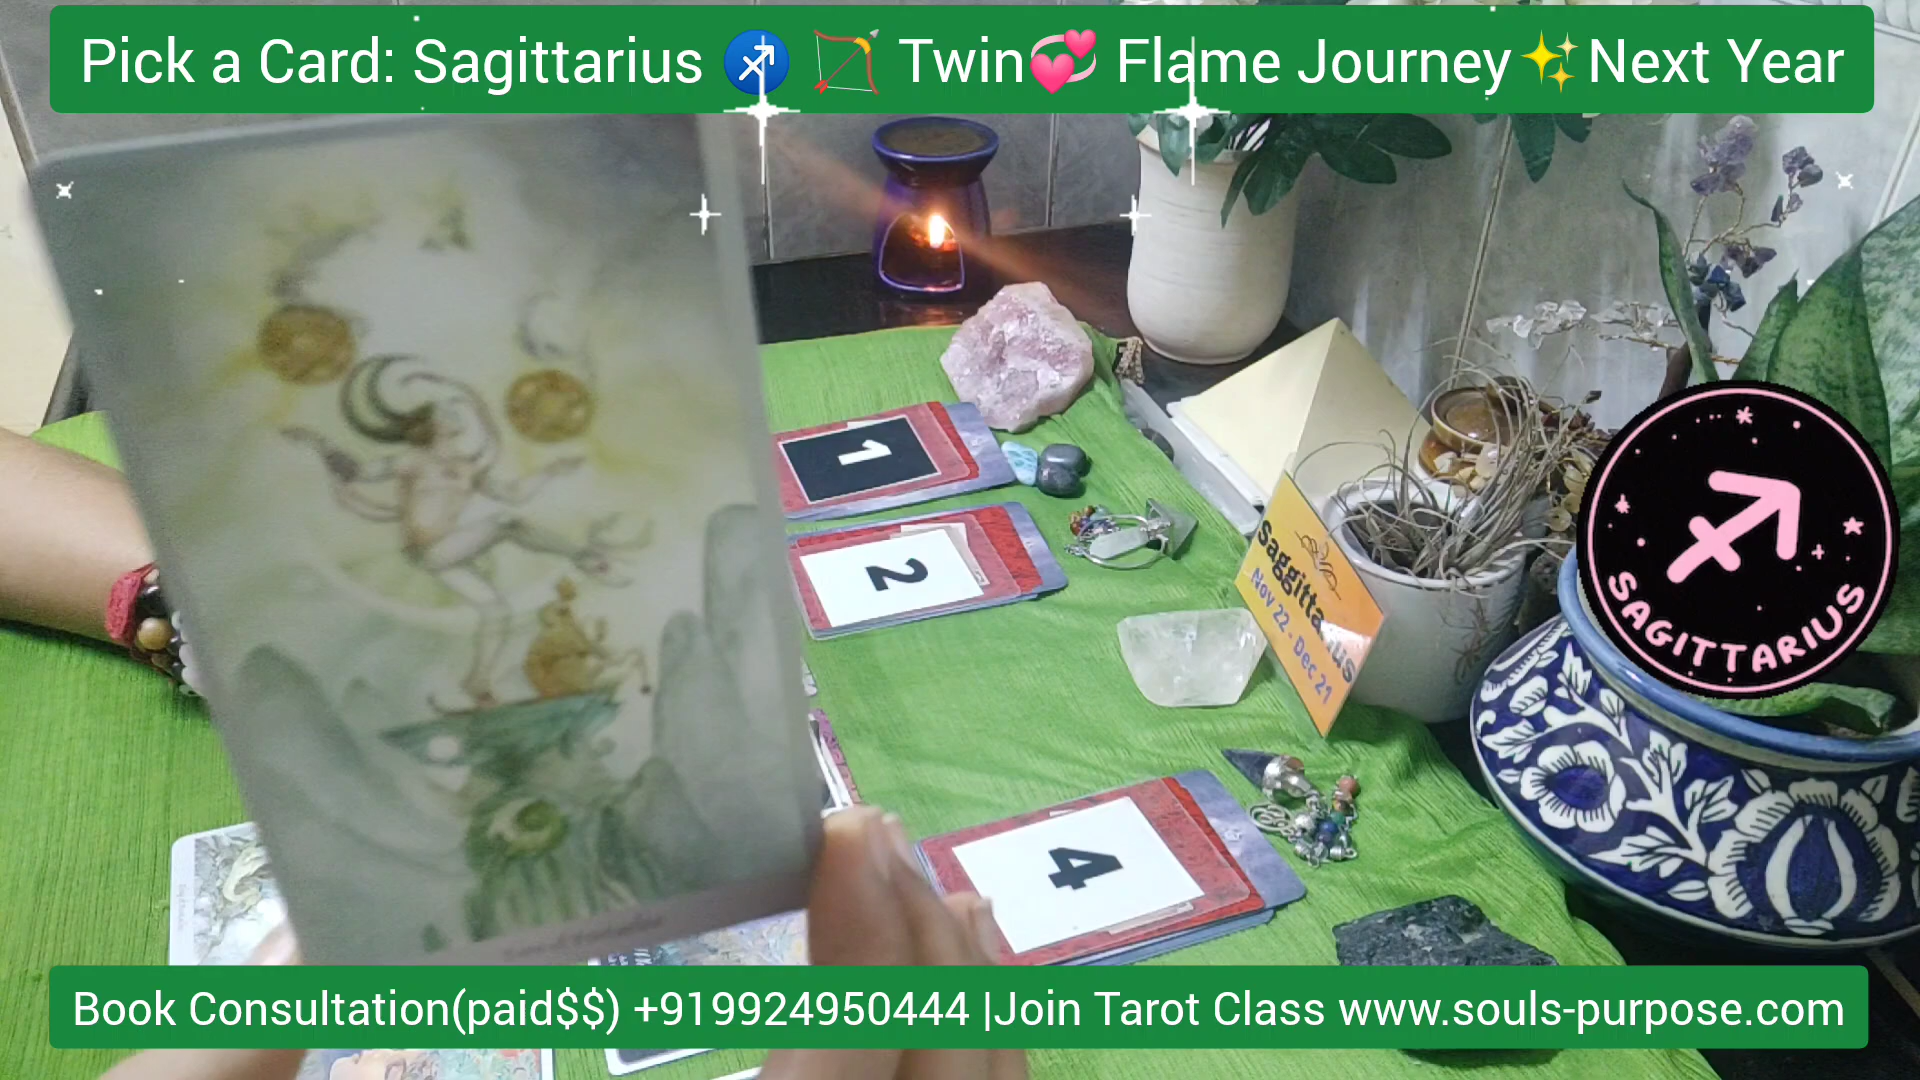 Pick a Card: Sagittarius ♐ 🏹 Twin💞 Flame Journey✨Next Year
1
2
Saggittarius
Nov 22 - Dec 21
SAGITTARIUS
4
Book Consultation(paid$$) +919924950444 |Join Tarot Class www.souls-purpose.com